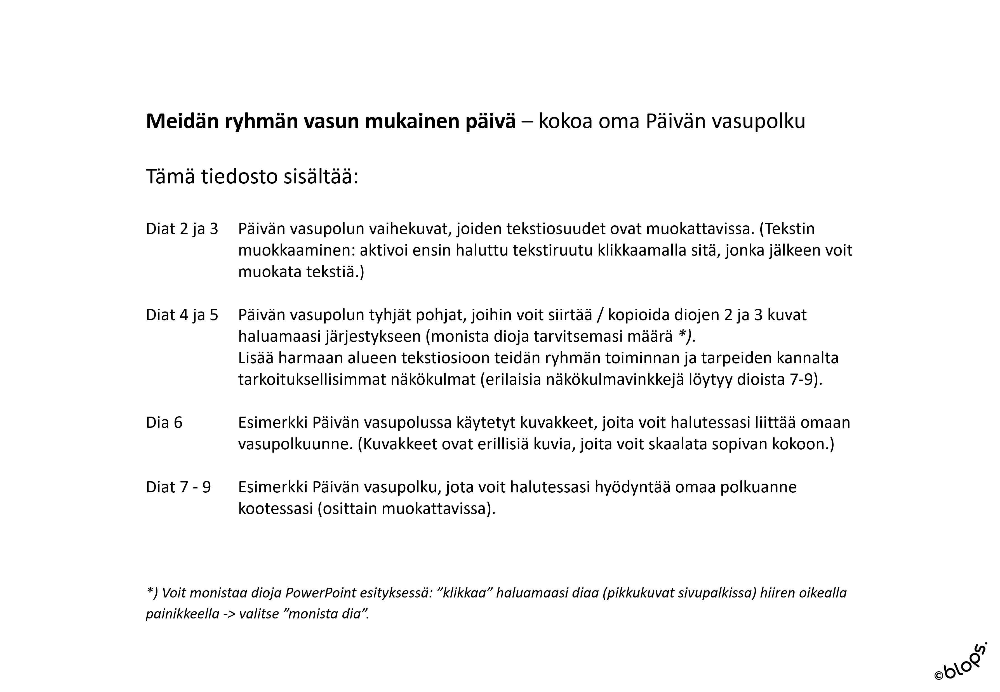 Meidän ryhmän vasun mukainen päivä – kokoa oma Päivän vasupolku
Tämä tiedosto sisältää:
Diat 2 ja 3 Päivän vasupolun vaihekuvat, joiden tekstiosuudet ovat muokattavissa. (Tekstin
muokkaaminen: aktivoi ensin haluttu tekstiruutu klikkaamalla sitä, jonka jälkeen voit
muokata tekstiä.)
Diat 4 ja 5 Päivän vasupolun tyhjät pohjat, joihin voit siirtää / kopioida diojen 2 ja 3 kuvat
haluamaasi järjestykseen (monista dioja tarvitsemasi määrä *).
Lisää harmaan alueen tekstiosioon teidän ryhmän toiminnan ja tarpeiden kannalta
tarkoituksellisimmat näkökulmat (erilaisia näkökulmavinkkejä löytyy dioista 7-9).
Dia 6 Esimerkki Päivän vasupolussa käytetyt kuvakkeet, joita voit halutessasi liittää omaan
vasupolkuunne. (Kuvakkeet ovat erillisiä kuvia, joita voit skaalata sopivan kokoon.)
Diat 7 - 9 Esimerkki Päivän vasupolku, jota voit halutessasi hyödyntää omaa polkuanne
kootessasi (osittain muokattavissa).
*) Voit monistaa dioja PowerPoint esityksessä: ”klikkaa” haluamaasi diaa (pikkukuvat sivupalkissa) hiiren oikealla
painikkeella -> valitse ”monista dia”.
©blops.